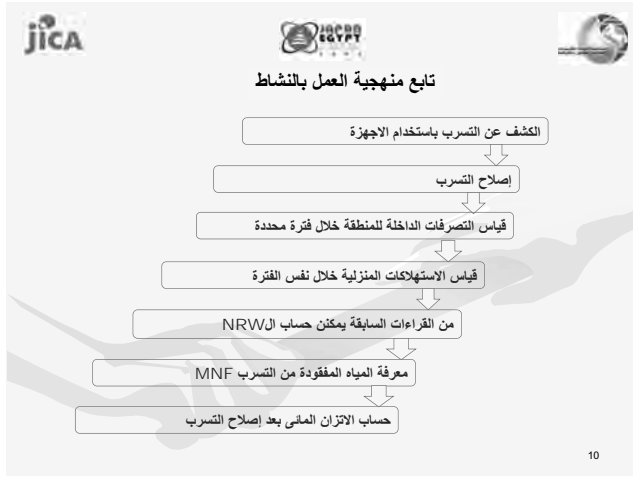 jICA
EGYPT
تابع منهجية العمل بالنشاط
الكشف عن التسرب باستخدام الاجهزة
إصلاح التسرب
قياس التصرفات الداخلة للمنطقة خلال فترة محددة
قياس الاستهلاكات المنزلية خلال نفس الفترة
من القراءات السابقة يمكنن حساب الNRW
معرفة المياه المفقودة من التسرب MNF
حساب الاتزان المائى بعد إصلاح التسرب
10